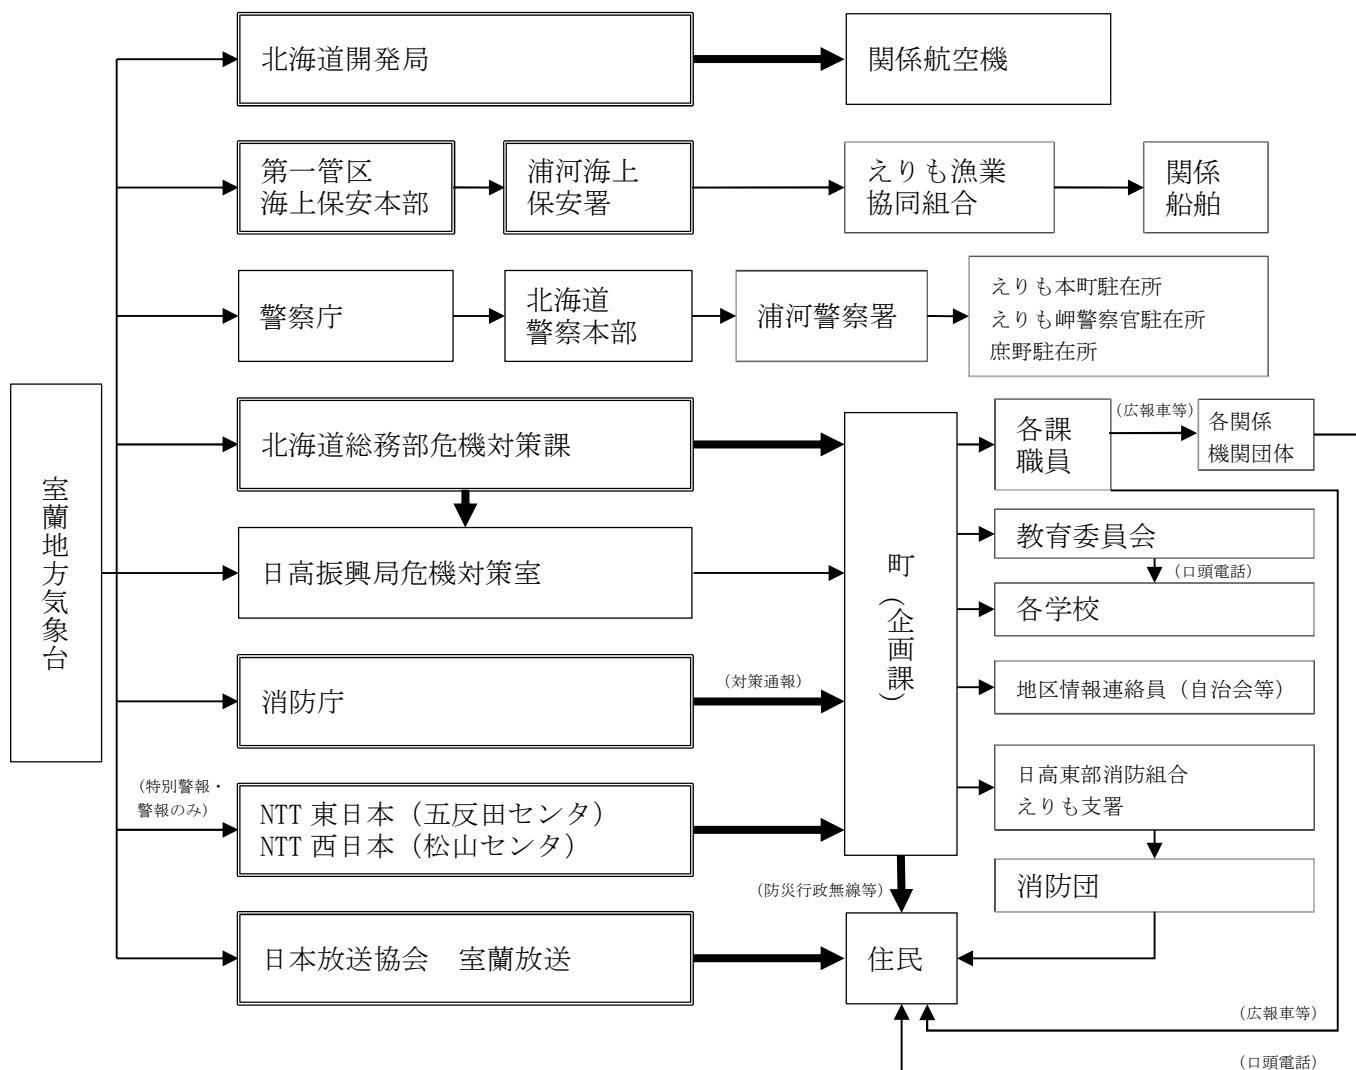 北海道開発局
関係航空機
第一管区
海上保安本部
浦河海上
保安署
えりも漁業
協同組合
関係
船舶
警察庁
北海道
警察本部
浦河警察署
えりも本町駐在所
えりも岬警察官駐在所
庶野駐在所
室蘭地方気象台
北海道総務部危機対策課
町（企画課）
各課
職員
（広報車等）
各関係
機関団体
教育委員会
（口頭電話）
日高振興局危機対策室
各学校
消防庁
（対策通報）
地区情報連絡員（自治会等）
（特別警報・
警報のみ）
NTT 東日本（五反田センタ）
NTT 西日本（松山センタ）
日高東部消防組合
えりも支署
（防災行政無線等）
消防団
日本放送協会　室蘭放送
住民
（広報車等）
（口頭電話）